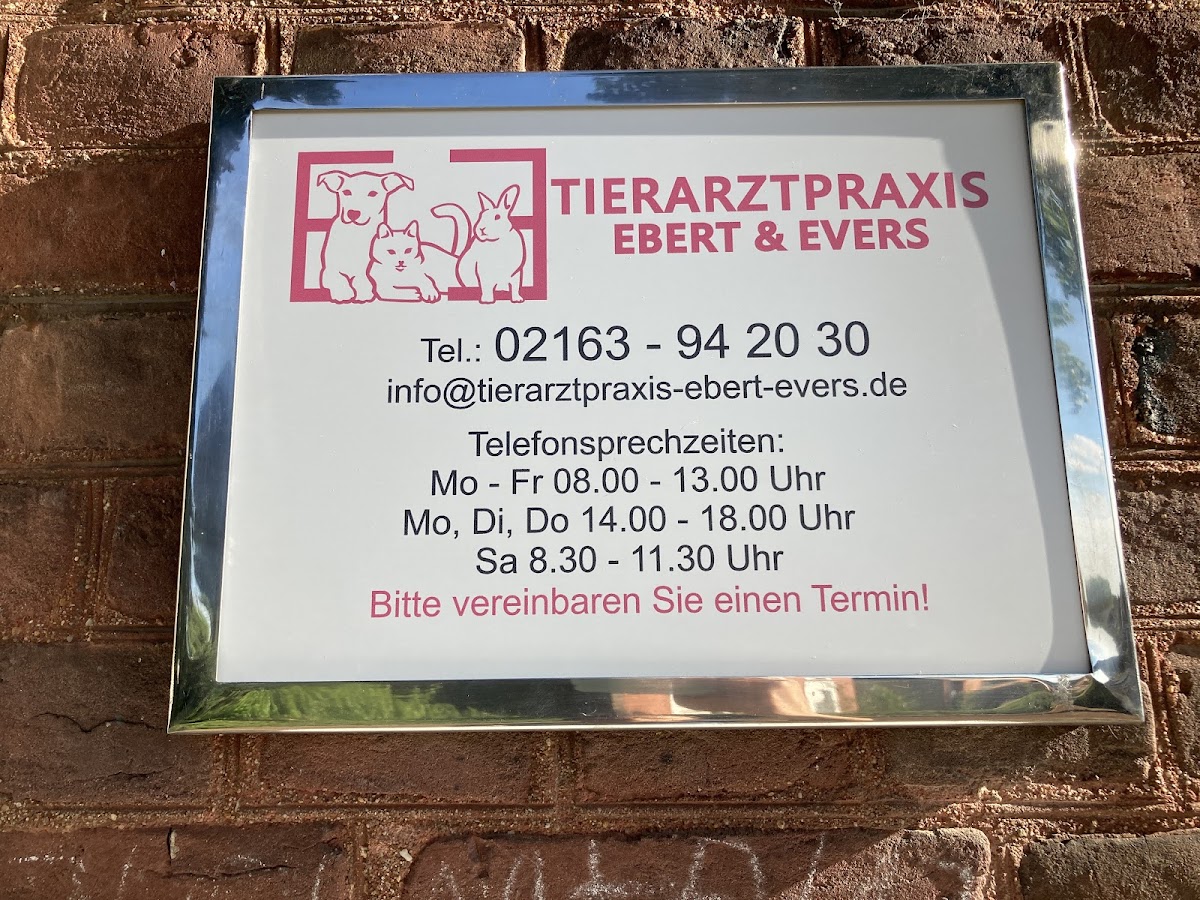 TIERARZTPRAXIS
EBERT & EVERS
Tel.: 02163 - 94 20 30
info@tierarztpraxis-ebert-evers.de
Telefonsprechzeiten:
Mo - Fr 08.00 - 13.00 Uhr
Mo, Di, Do 14.00 - 18.00 Uhr
Sa 8.30 - 11.30 Uhr
Bitte vereinbaren Sie einen Termin!